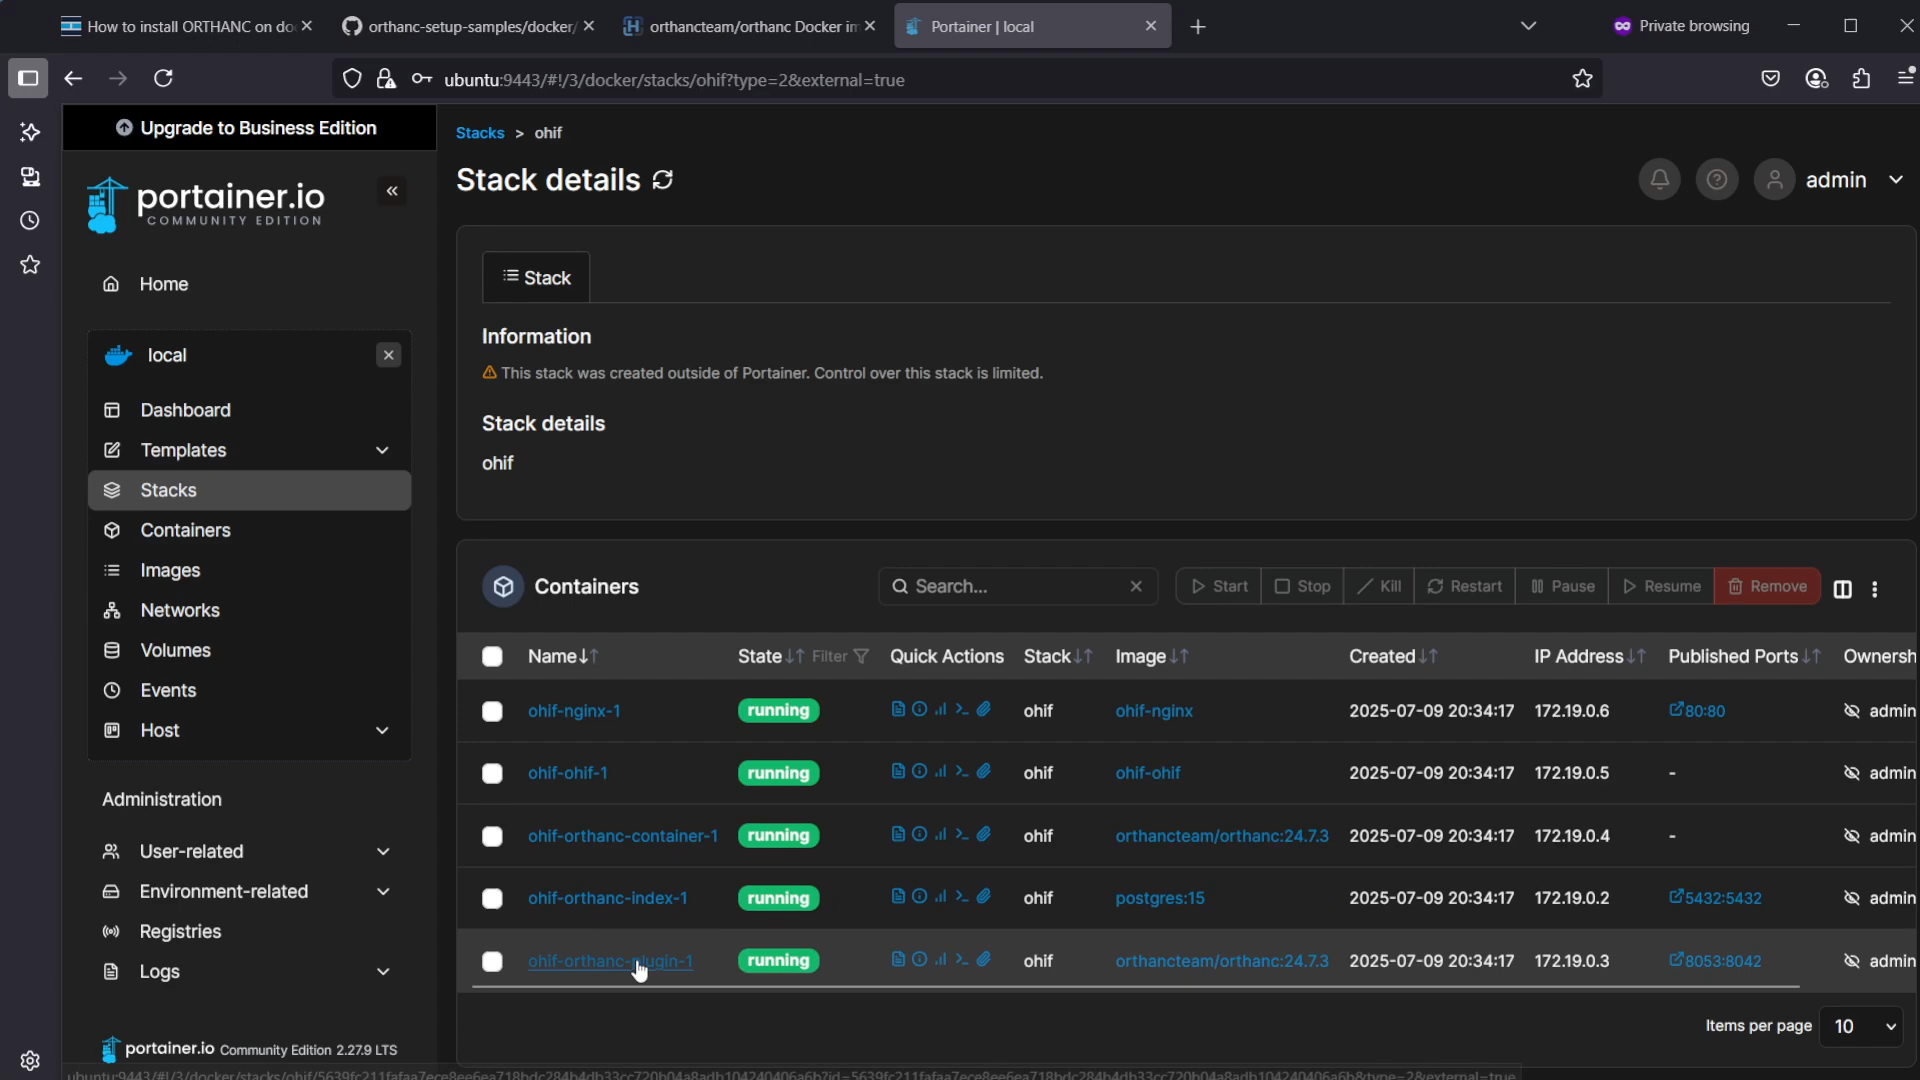 How to install ORTHANC on do
orthanc-setup-samples/docker/
orthancteam/orthanc Docker im
Portainer | local
Private browsing
ubuntu:9443/#!/3/docker/stacks/ohif?type=2&external=true
Upgrade to Business Edition
portainer.io
COMMUNITY EDITION
Home
local
Dashboard
Templates
Stacks
Containers
Images
Networks
Volumes
Events
Host
Administration
User-related
Environment-related
Registries
Logs
portainer.io Community Edition 2.27.9 LTS
Stacks > ohif
Stack details
admin
Stack
Information
This stack was created outside of Portainer. Control over this stack is limited.
Stack details
ohif
Containers
Search...
Start Stop Kill Restart Pause Resume Remove
Name State Filter Quick Actions Stack Image Created IP Address Published Ports Ownersh
ohif-nginx-1 running ohif ohif-nginx 2025-07-09 20:34:17 172.19.0.6 80:80 admin
ohif-ohif-1 running ohif ohif-ohif 2025-07-09 20:34:17 172.19.0.5 - admin
ohif-orthanc-container-1 running ohif orthancteam/orthanc:24.7.3 2025-07-09 20:34:17 172.19.0.4 - admin
ohif-orthanc-index-1 running ohif postgres:15 2025-07-09 20:34:17 172.19.0.2 5432:5432 admin
ohif-orthanc-plugin-1 running ohif orthancteam/orthanc:24.7.3 2025-07-09 20:34:17 172.19.0.3 8053:8042 admin
Items per page 10